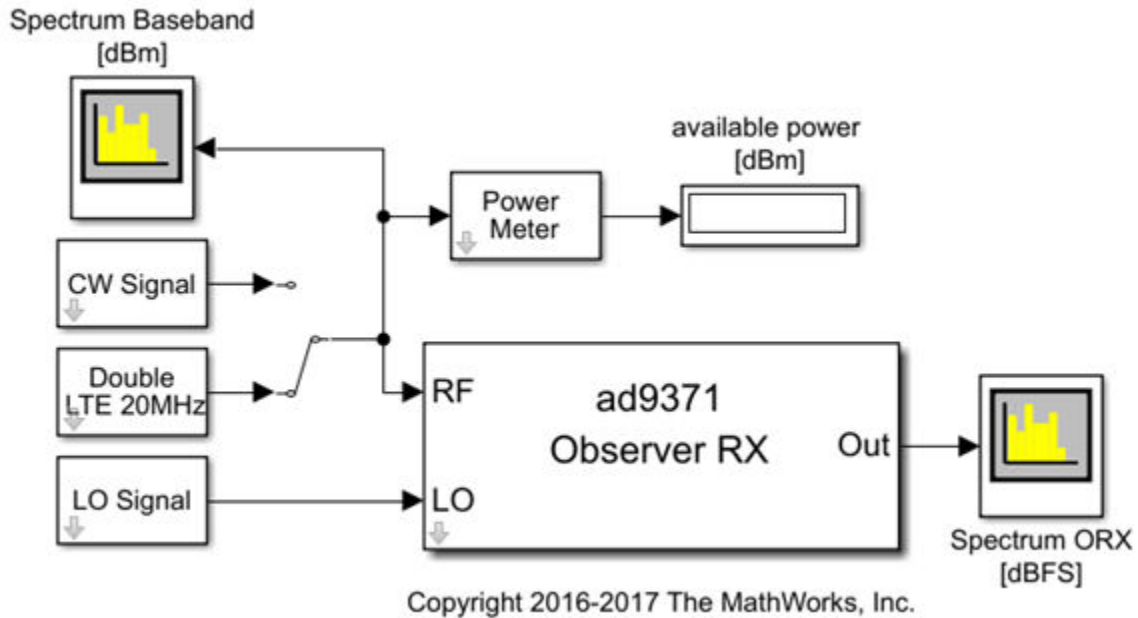 Spectrum Baseband
[dBm]
available power
[dBm]
Power
Meter
CW Signal
Double
LTE 20MHz
LO Signal
RF
LO
ad9371
Observer RX
Out
Spectrum ORX
[dBFS]
Copyright 2016-2017 The MathWorks, Inc.